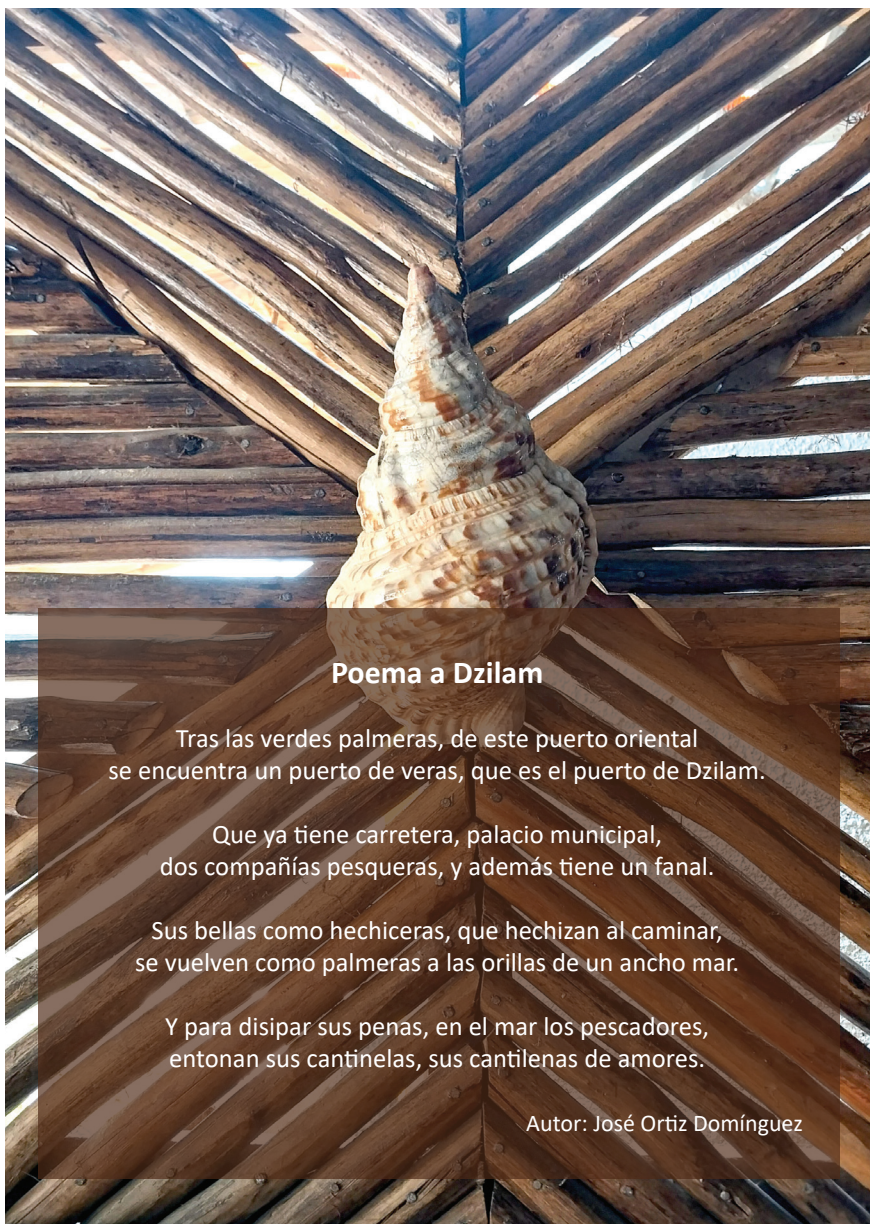 Poema a Dzilam
Tras las verdes palmeras, de este puerto oriental
se encuentra un puerto de veras, que es el puerto de Dzilam.
Que ya tiene carretera, palacio municipal,
dos compañías pesqueras, y además tiene un fanal.
Sus bellas como hechiceras, que hechizan al caminar,
se vuelven como palmeras a las orillas de un ancho mar.
Y para disipar sus penas, en el mar los pescadores,
entonan sus cantinelas, sus cantilenas de amores.
Autor: José Ortiz Domínguez